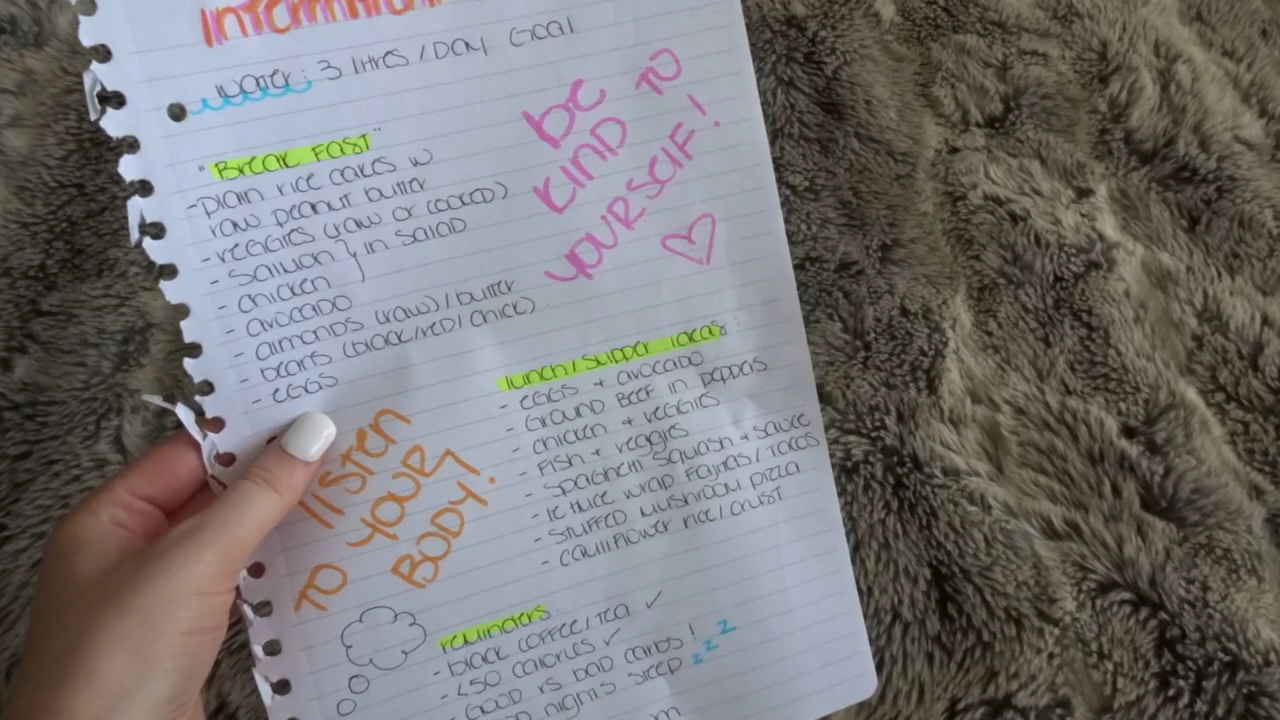 water: 3 litres / DAY GOAL
BE
KIND TO
YOURSELF!
"BREAK FAST"
- plain rice cakes w
raw peanut butter
- veggies (raw or cooked)
- salmon } in salad
- chicken
- avocado
- almonds (raw) / butter
- beans (black/red/chick)
- EGGS
LISTEN
TO YOUR
BODY!
lunch/supper ideas:
- EGGS + avocado
- GROUND BEEF in peppers
- chicken + veggies
- FISH + veggies
- spaghetti squash + sauce
- lettuce wrap Fajitas/Tacos
- STUFFED mushroom pizza
- cauliflower rice/crust
reminders:
- black coffee/tea ✓
- <50 calories ✓
- GOOD vs BAD carbs!
nights sleep z z z